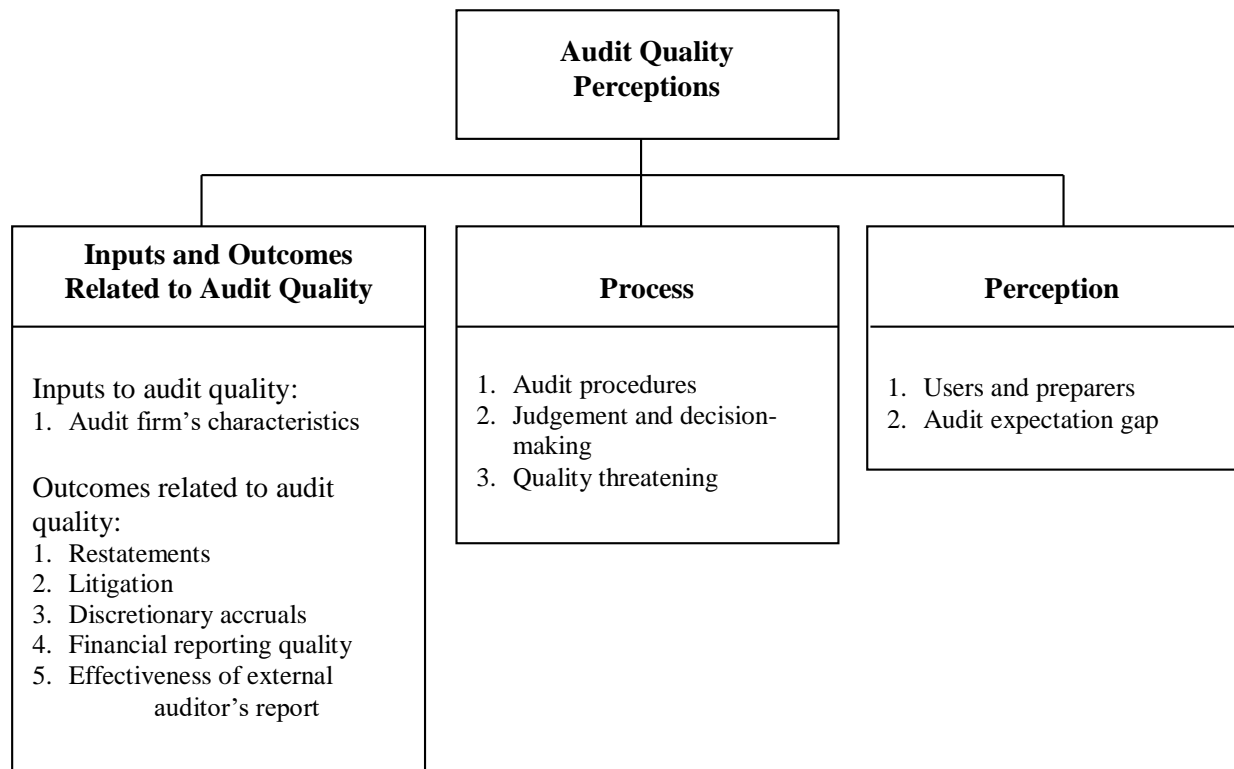 Audit Quality
Perceptions
Inputs and Outcomes
Related to Audit Quality
Inputs to audit quality:
1. Audit firm’s characteristics
Outcomes related to audit
quality:
1. Restatements
2. Litigation
3. Discretionary accruals
4. Financial reporting quality
5. Effectiveness of external
auditor’s report
Process
1. Audit procedures
2. Judgement and decision-
making
3. Quality threatening
Perception
1. Users and preparers
2. Audit expectation gap